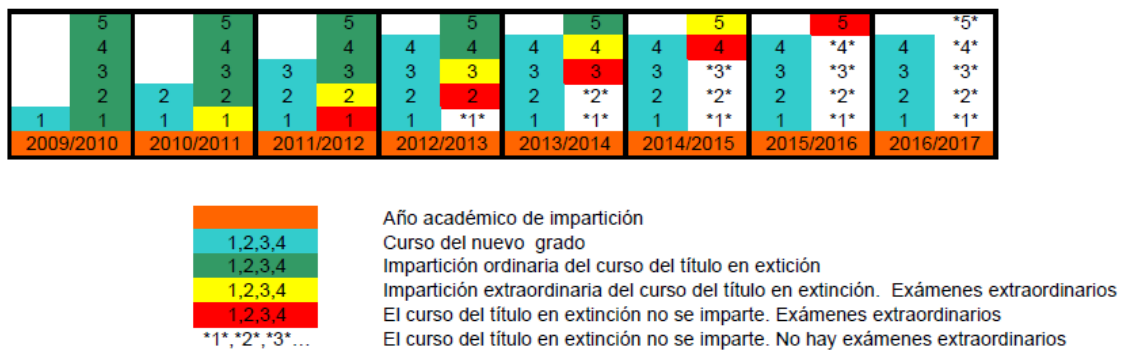 5 5 5 5 5 5 5 *5*
4 4 4 4 4 4 4 4 4 4 *4* 4 *4*
3 3 3 3 3 3 3 3 3 *3* 3 *3* 3 *3*
2 2 2 2 2 2 2 2 *2* 2 *2* 2 *2* 2 *2*
1 1 1 1 1 1 1 *1* 1 *1* 1 *1* 1 *1* 1 *1*
2009/2010 2010/2011 2011/2012 2012/2013 2013/2014 2014/2015 2015/2016 2016/2017
Año académico de impartición
1,2,3,4 Curso del nuevo grado
1,2,3,4 Impartición ordinaria del curso del título en extición
1,2,3,4 Impartición extraordinaria del curso del título en extinción. Exámenes extraordinarios
1,2,3,4 El curso del título en extinción no se imparte. Exámenes extraordinarios
*1*,*2*,*3*... El curso del título en extinción no se imparte. No hay exámenes extraordinarios